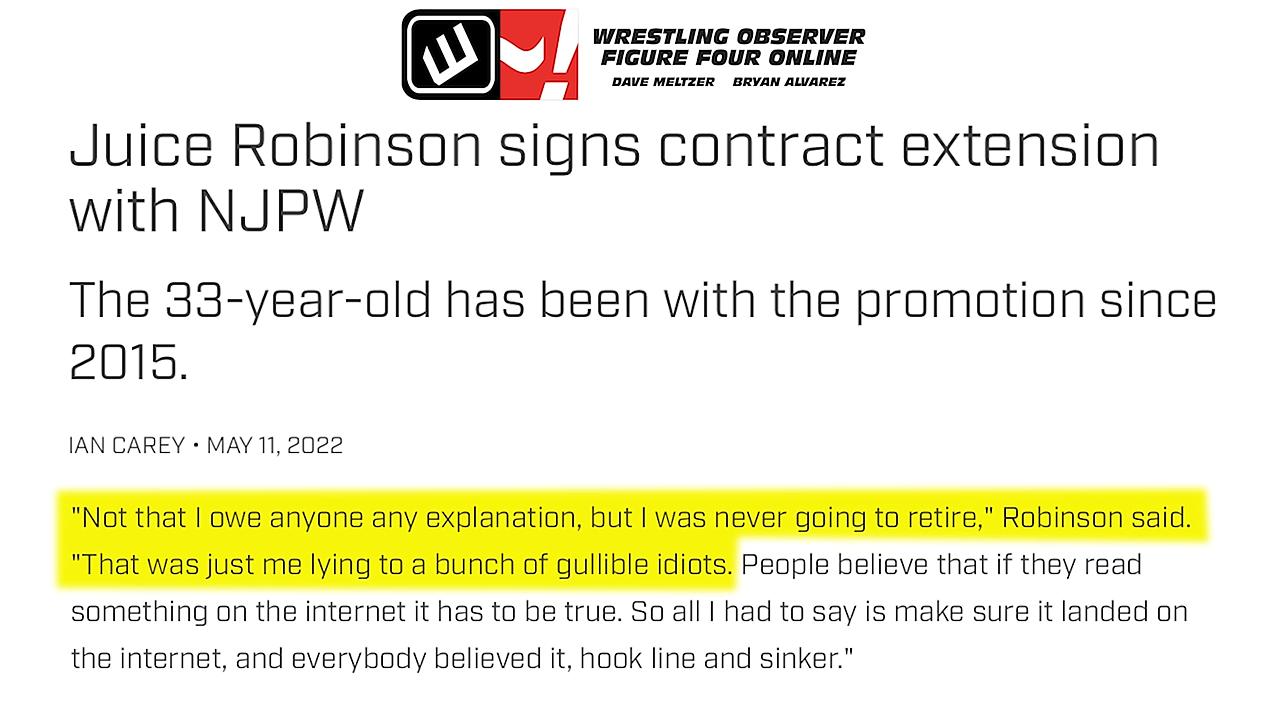 WRESTLING OBSERVER
FIGURE FOUR ONLINE
DAVE MELTZER BRYAN ALVAREZ
Juice Robinson signs contract extension
with NJPW
The 33-year-old has been with the promotion since
2015.
IAN CAREY • MAY 11, 2022
"Not that I owe anyone any explanation, but I was never going to retire," Robinson said.
"That was just me lying to a bunch of gullible idiots. People believe that if they read
something on the internet it has to be true. So all I had to say is make sure it landed on
the internet, and everybody believed it, hook line and sinker."